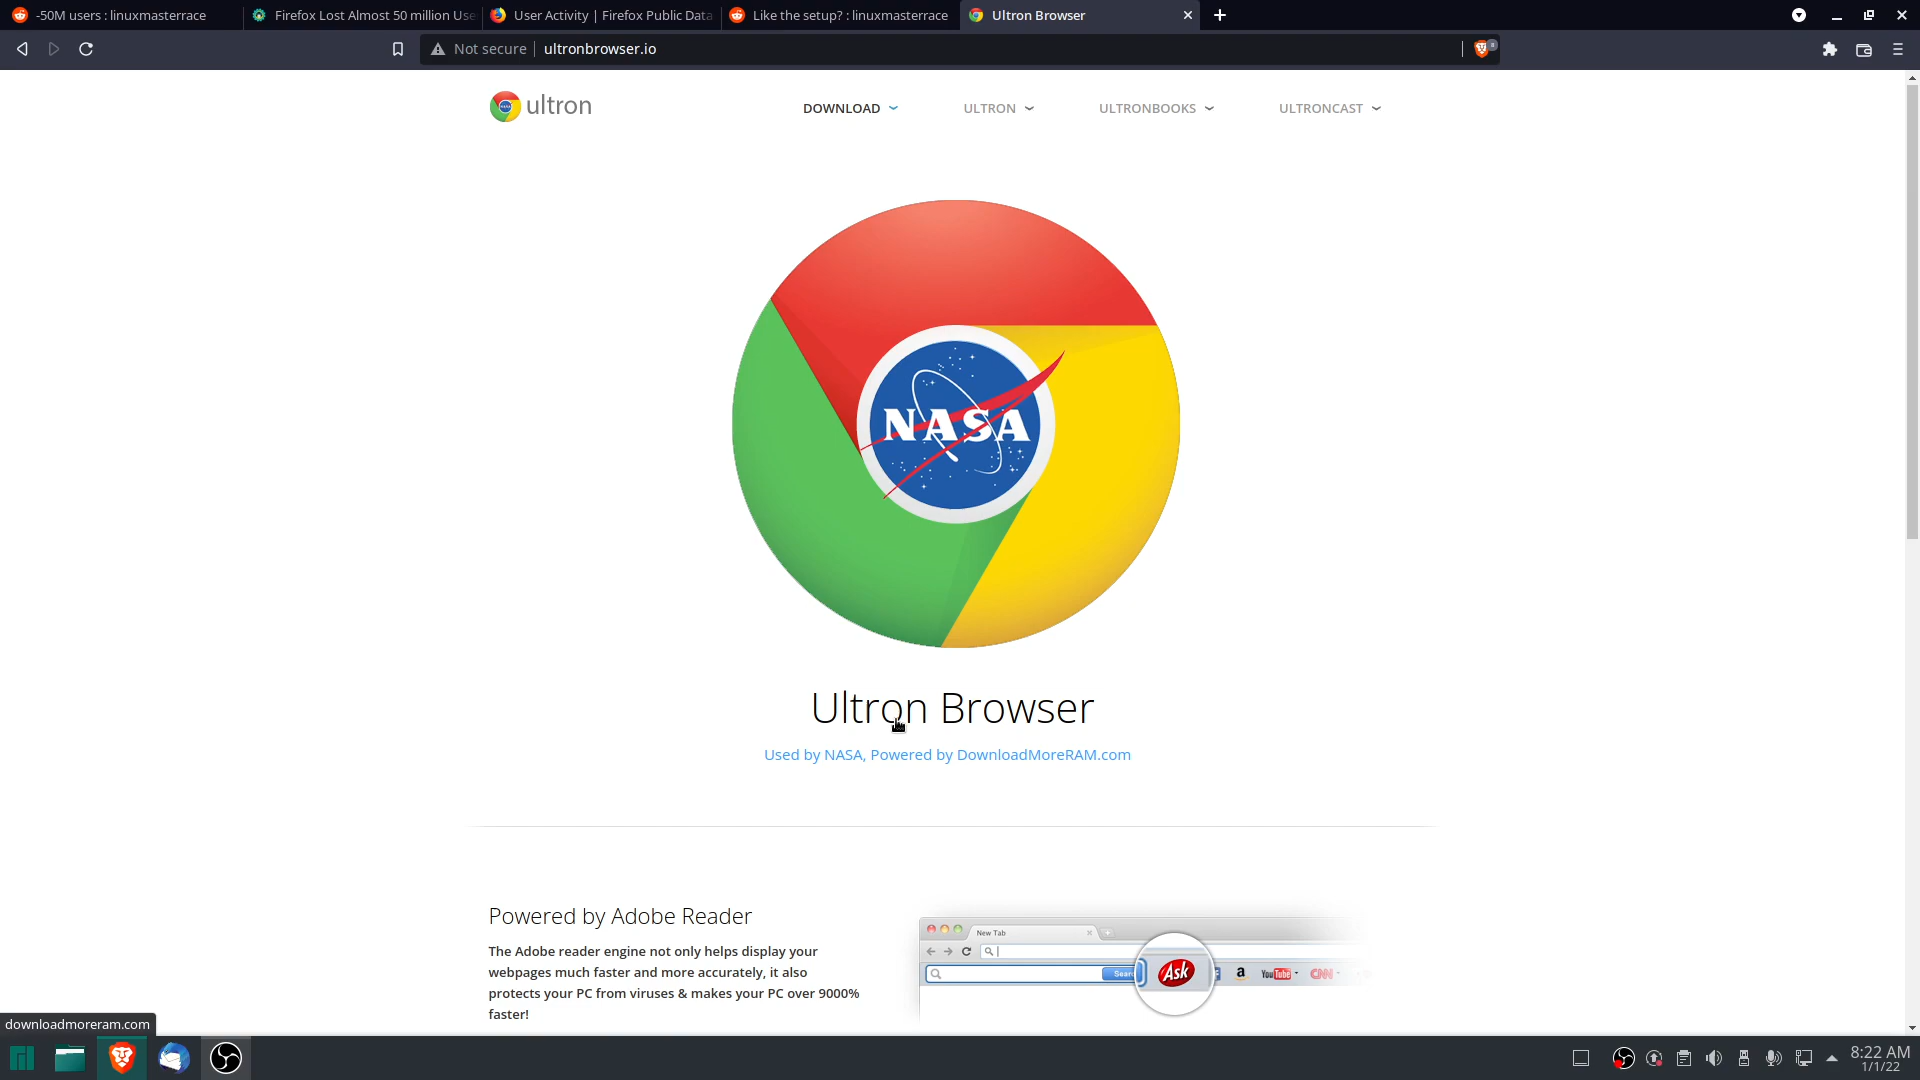 -50M users : linuxmasterrace
Firefox Lost Almost 50 million Use
User Activity | Firefox Public Data
Like the setup? : linuxmasterrace
Ultron Browser
Not secure
ultronbrowser.io
ultron
DOWNLOAD
ULTRON
ULTRONBOOKS
ULTRONCAST
NASA
Ultron Browser
Used by NASA, Powered by DownloadMoreRAM.com
Powered by Adobe Reader
The Adobe reader engine not only helps display your
webpages much faster and more accurately, it also
protects your PC from viruses & makes your PC over 9000%
faster!
New Tab
Sear
Ask
a
YouTube
CNN
downloadmoreram.com
8:22 AM
1/1/22